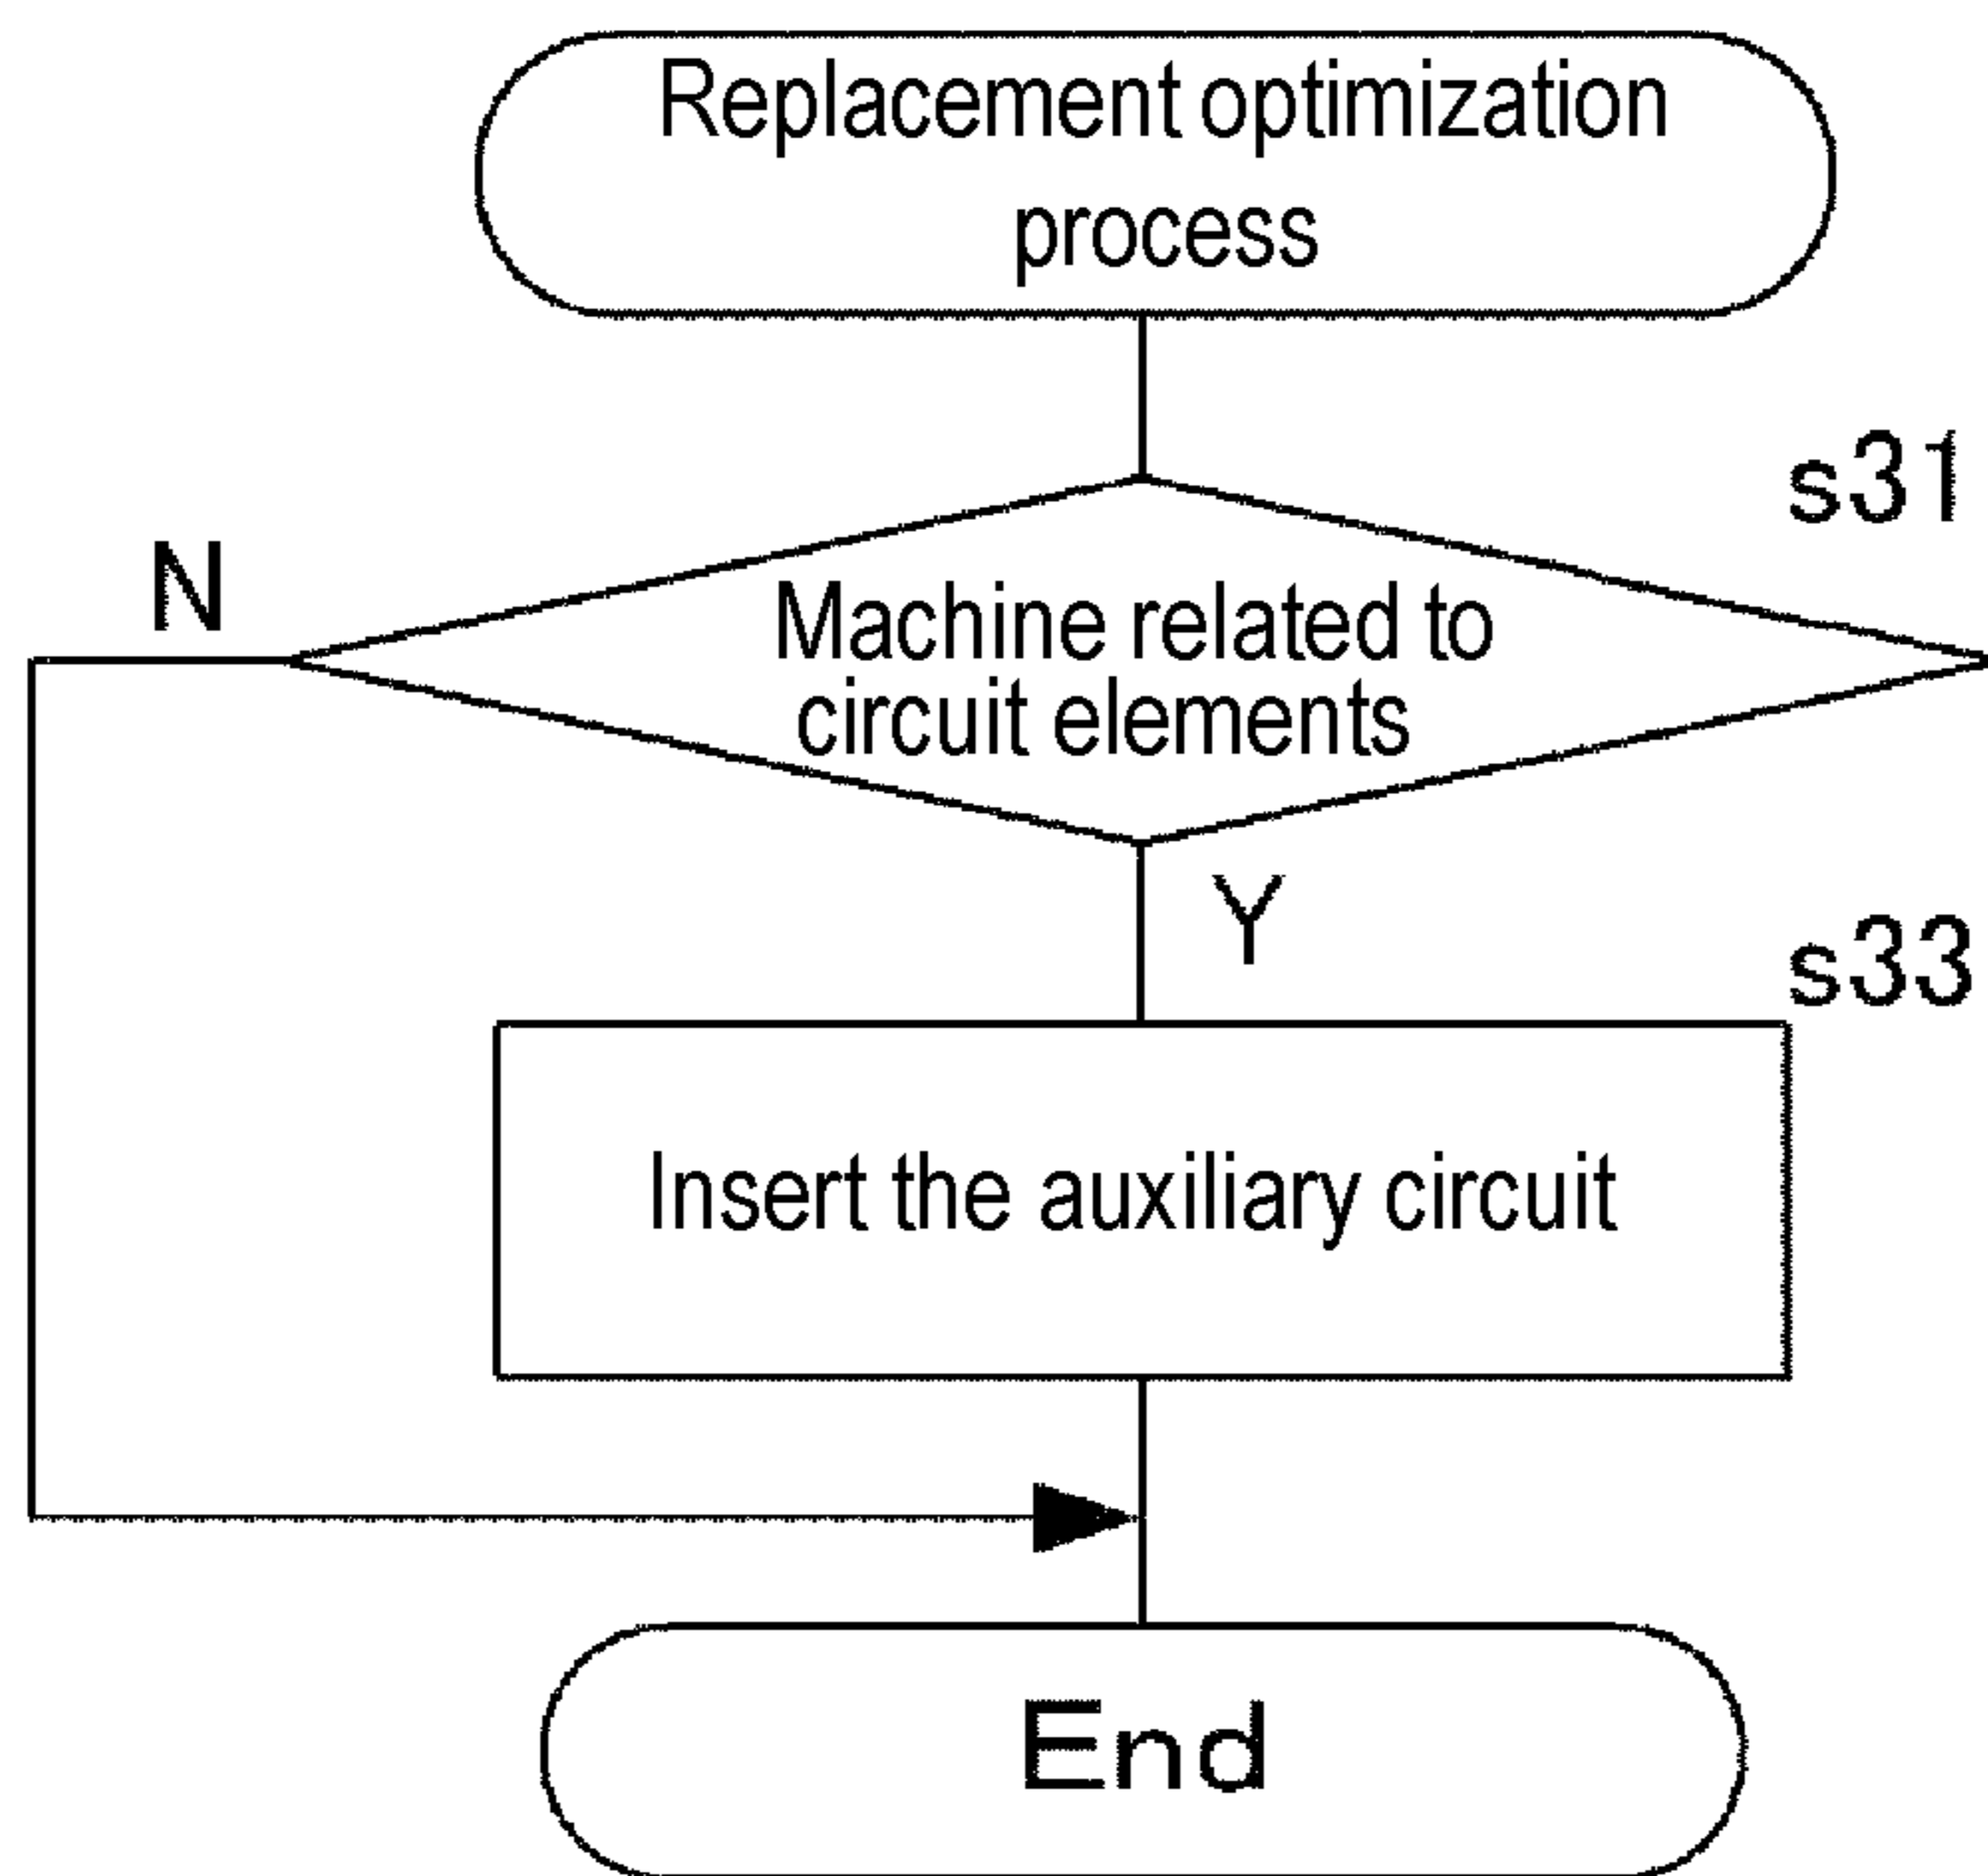 Replacement optimization
process
s31
N
Machine related to
circuit elements
Y
s33
Insert the auxiliary circuit
End